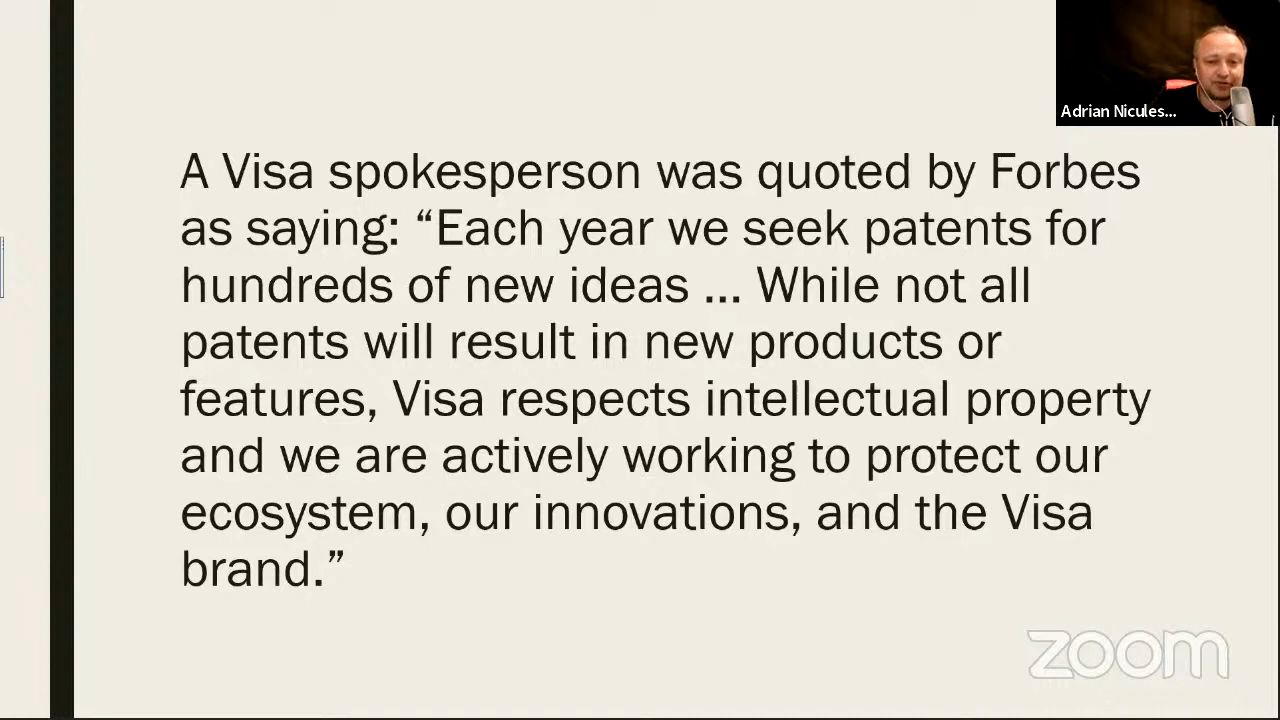 Adrian Nicules...
A Visa spokesperson was quoted by Forbes
as saying: “Each year we seek patents for
hundreds of new ideas ... While not all
patents will result in new products or
features, Visa respects intellectual property
and we are actively working to protect our
ecosystem, our innovations, and the Visa
brand.”
zoom